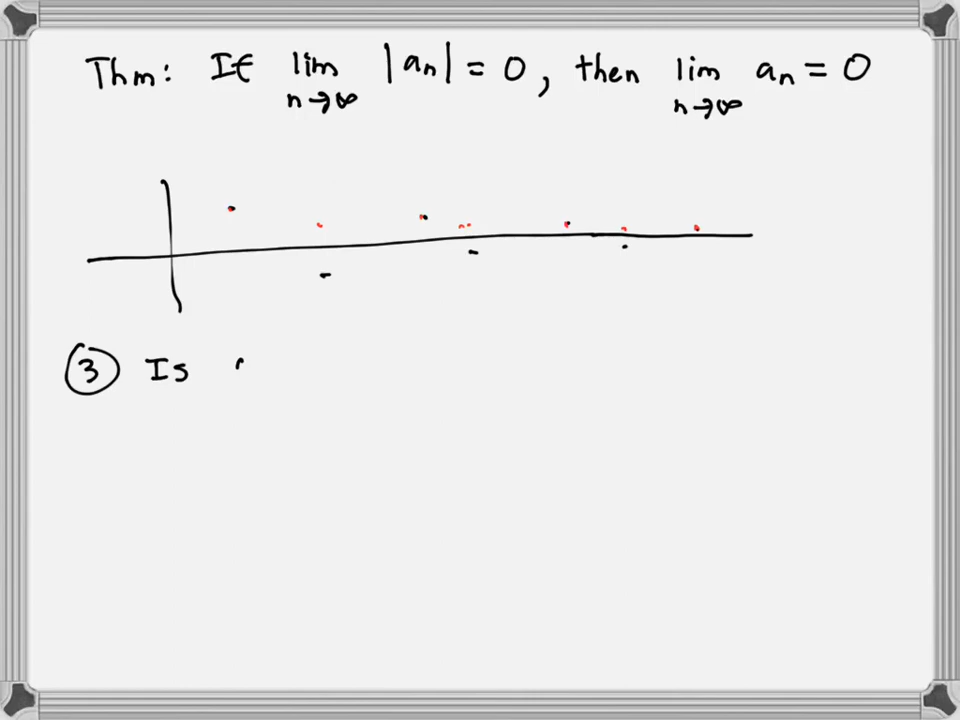 Thm: If lim n→∞ |aₙ| = 0, then lim n→∞ aₙ = 0
③ Is